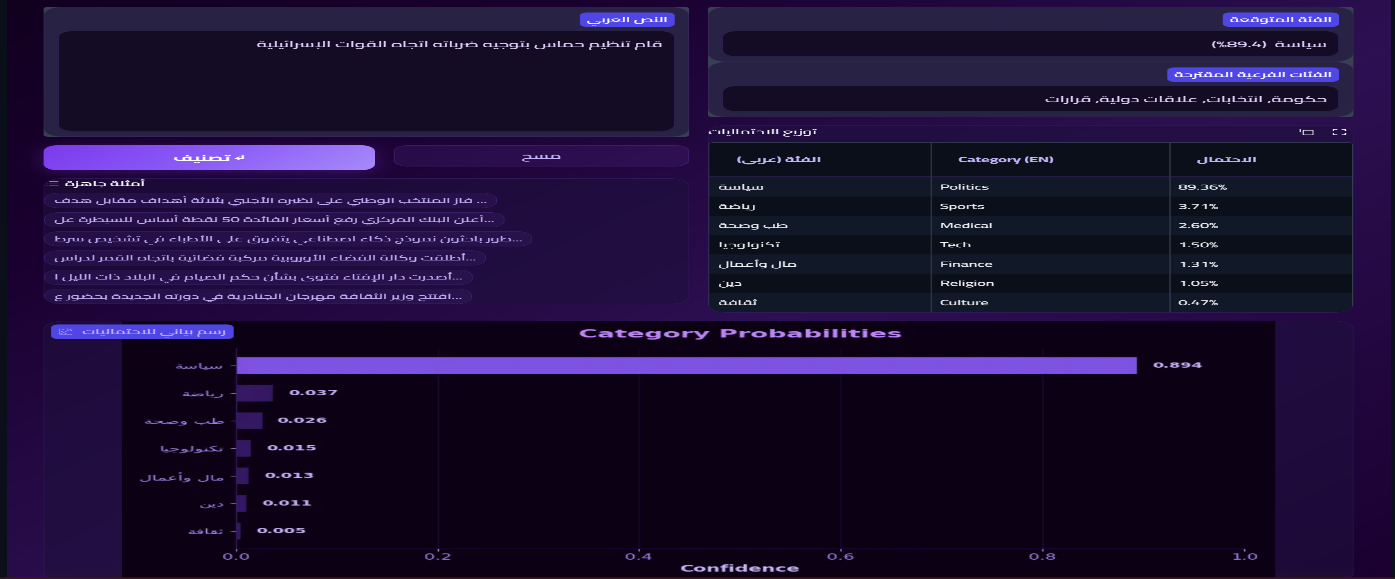 النص العربي
قام تنظيم حماس بتوجيه ضرباته اتجاه القوات الإسرائيلية
تصنيف
مسح
أمثلة جاهزة
فاز المنتخب الوطني على نظيره الأجنبي بثلاثة أهداف مقابل هدف ...
أعلن البنك المركزي رفع أسعار الفائدة 50 نقطة أساس للسيطرة عل...
طور باحثون نموذج ذكاء اصطناعي يتفوق على الأطباء في تشخيص سرط...
أطلقت وكالة الفضاء الأوروبية مركبة فضائية باتجاه القمر لدراس...
أصدرت دار الإفتاء فتوى بشأن حكم الصيام في البلاد ذات الليل ا...
افتتح وزير الثقافة مهرجان الجنادرية في دورته الجديدة بحضور ع...
الفئة المتوقعة
سياسة (89.4%)
الفئات الفرعية المقترحة
حكومة, انتخابات, علاقات دولية, قرارات
توزيع الاحتماليات
الفئة (عربي) Category (EN) الاحتمال
سياسة Politics 89.36%
رياضة Sports 3.71%
طب وصحة Medical 2.60%
تكنولوجيا Tech 1.50%
مال وأعمال Finance 1.31%
دين Religion 1.05%
ثقافة Culture 0.47%
رسم بياني للاحتماليات
Category Probabilities
سياسة 0.894
رياضة 0.037
طب وصحة 0.026
تكنولوجيا 0.015
مال وأعمال 0.013
دين 0.011
ثقافة 0.005
0.0 0.2 0.4 0.6 0.8 1.0
Confidence